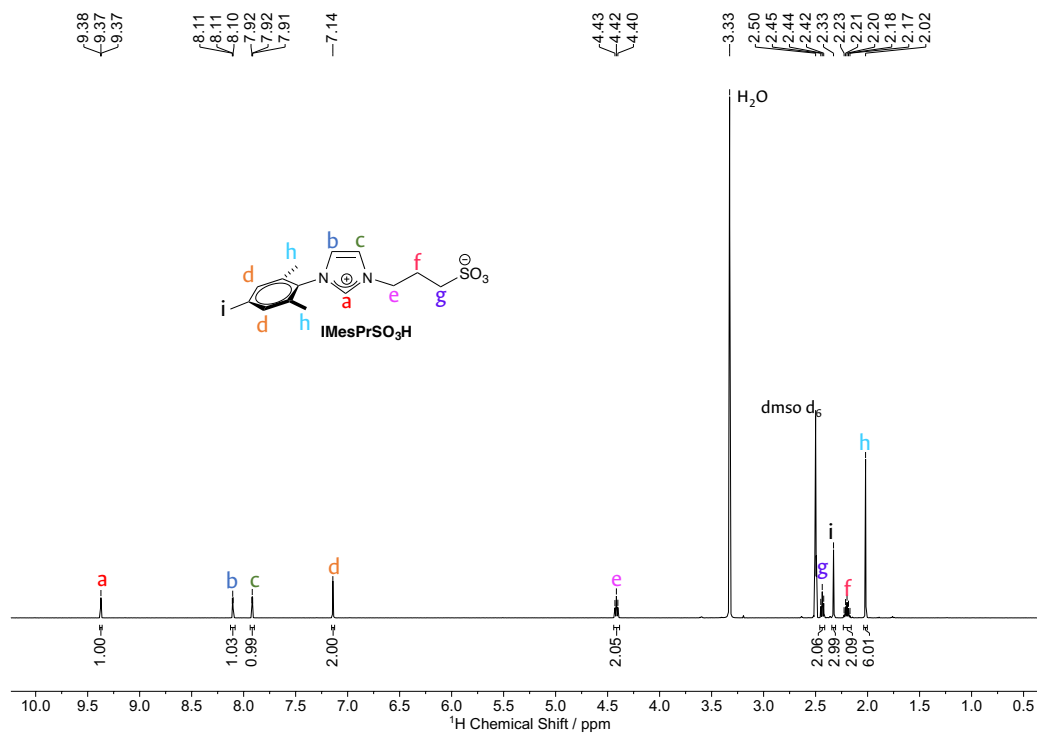 9.38
9.37
9.37
8.11
8.11
8.10
7.92
7.92
7.91
7.14
4.43
4.42
4.40
3.33
2.50
2.45
2.44
2.42
2.33
2.23
2.21
2.20
2.18
2.17
2.02
H₂O
b c
h f
d ⊖
N N SO₃
⊕
i a e g
d h
IMesPrSO₃H
dmso d₆
h
i
g f
a b c d e
1.00 1.03 0.99 2.00 2.05 2.06 2.99 2.09 6.01
10.0 9.5 9.0 8.5 8.0 7.5 7.0 6.5 6.0 5.5 5.0 4.5 4.0 3.5 3.0 2.5 2.0 1.5 1.0 0.5
¹H Chemical Shift / ppm